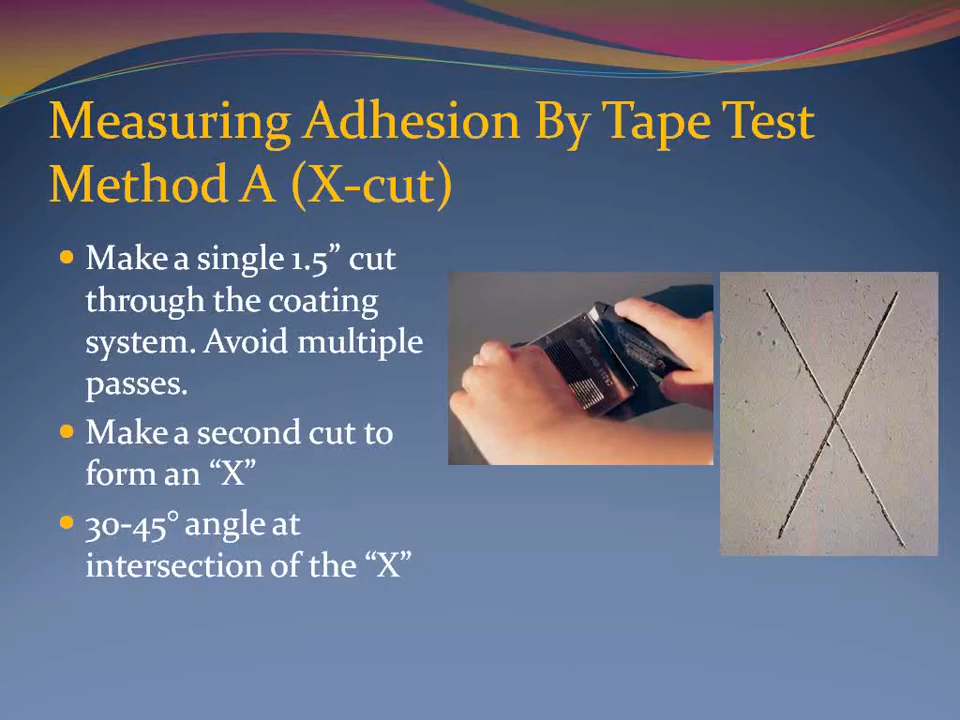 Measuring Adhesion By Tape Test
Method A (X-cut)
• Make a single 1.5” cut
through the coating
system. Avoid multiple
passes.
• Make a second cut to
form an “X”
• 30-45° angle at
intersection of the “X”